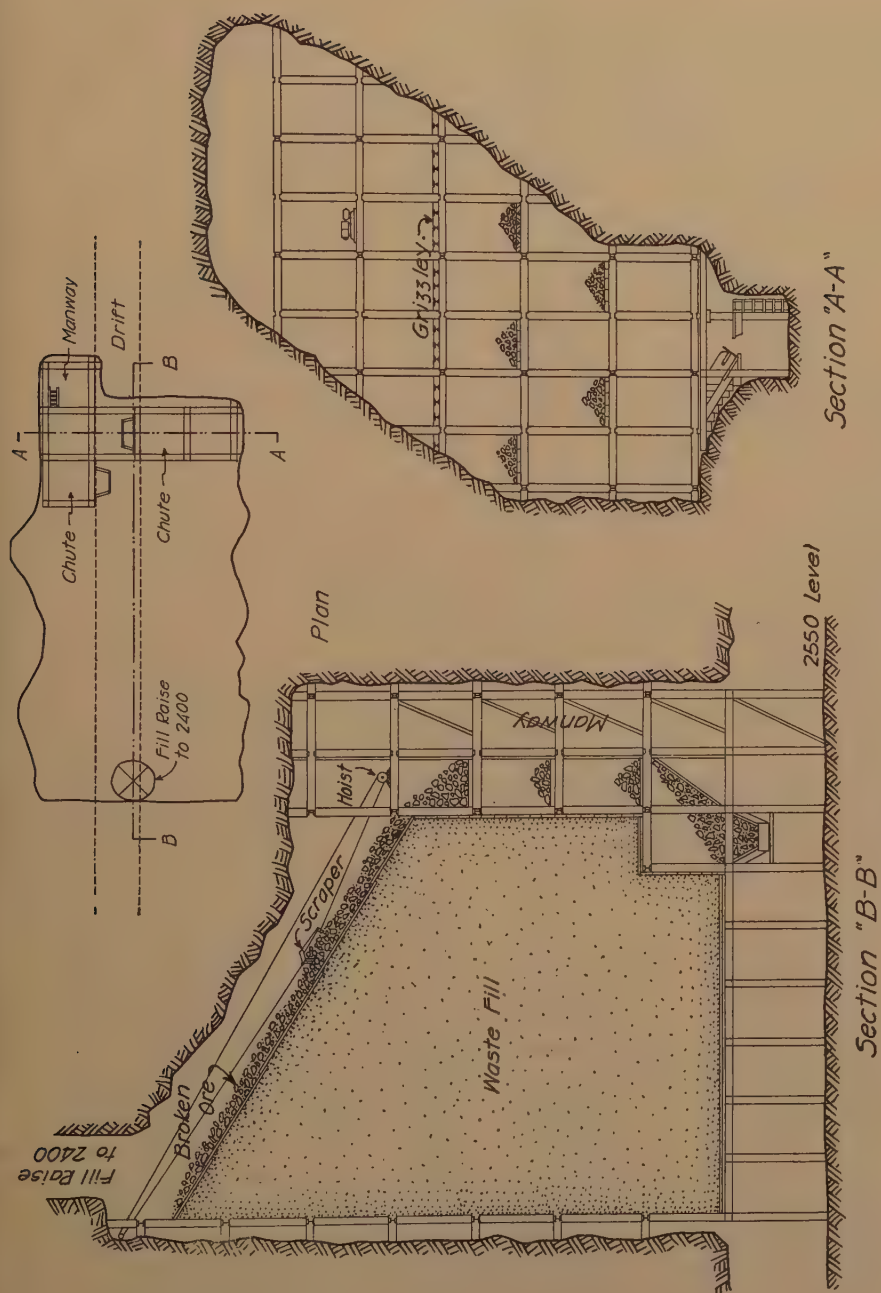 A
A
Manway
Drift
B
B
Chute
Chute
Fill Raise
to 2400
Plan
Grizzley
Section "A-A"
Fill Raise
to 2400
Broken
Ore
Scraper
Hoist
Manway
Waste Fill
2550 Level
Section "B-B"